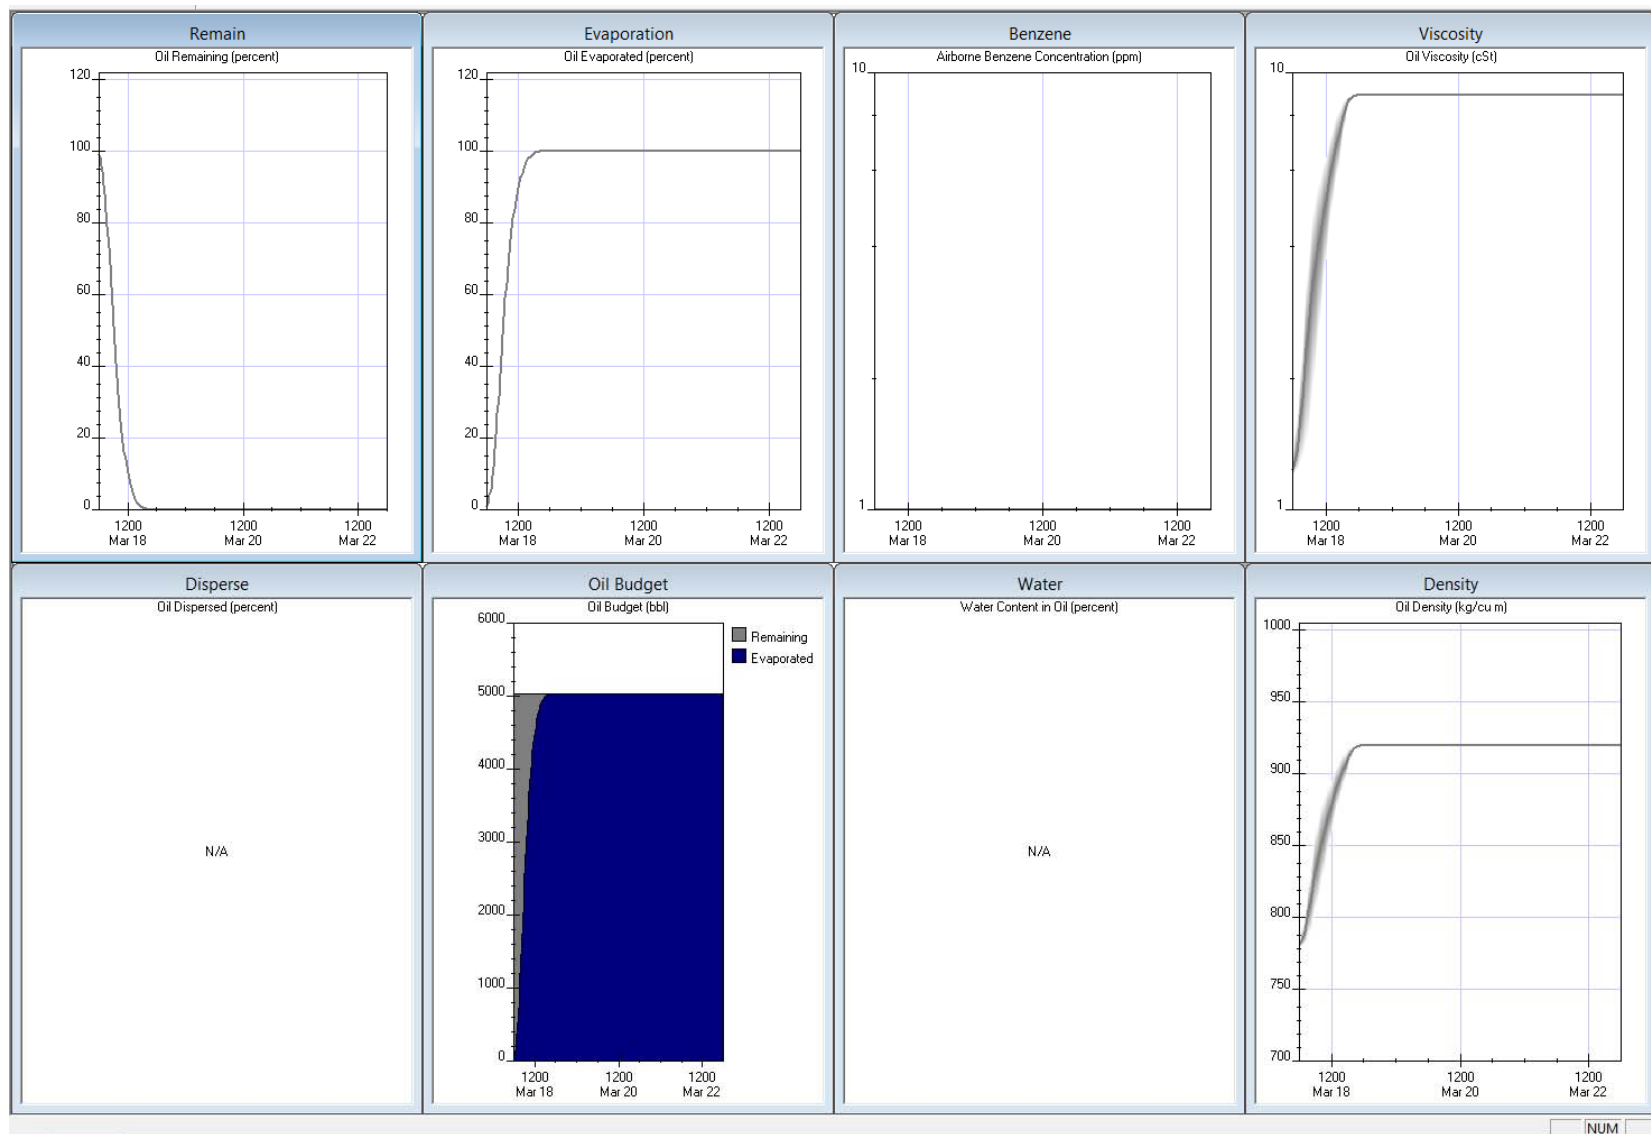 Remain
Oil Remaining (percent)
120
100
80
60
40
20
0
1200 1200 1200
Mar 18 Mar 20 Mar 22
Evaporation
Oil Evaporated (percent)
120
100
80
60
40
20
0
1200 1200 1200
Mar 18 Mar 20 Mar 22
Benzene
Airborne Benzene Concentration (ppm)
10
1
1200 1200 1200
Mar 18 Mar 20 Mar 22
Viscosity
Oil Viscosity (cSt)
10
1
1200 1200 1200
Mar 18 Mar 20 Mar 22
Disperse
Oil Dispersed (percent)
N/A
Oil Budget
Oil Budget (bbl)
6000
5000
4000
3000
2000
1000
0
1200 1200 1200
Mar 18 Mar 20 Mar 22
Remaining
Evaporated
Water
Water Content in Oil (percent)
N/A
Density
Oil Density (kg/cu m)
1000
950
900
850
800
750
700
1200 1200 1200
Mar 18 Mar 20 Mar 22
NUM